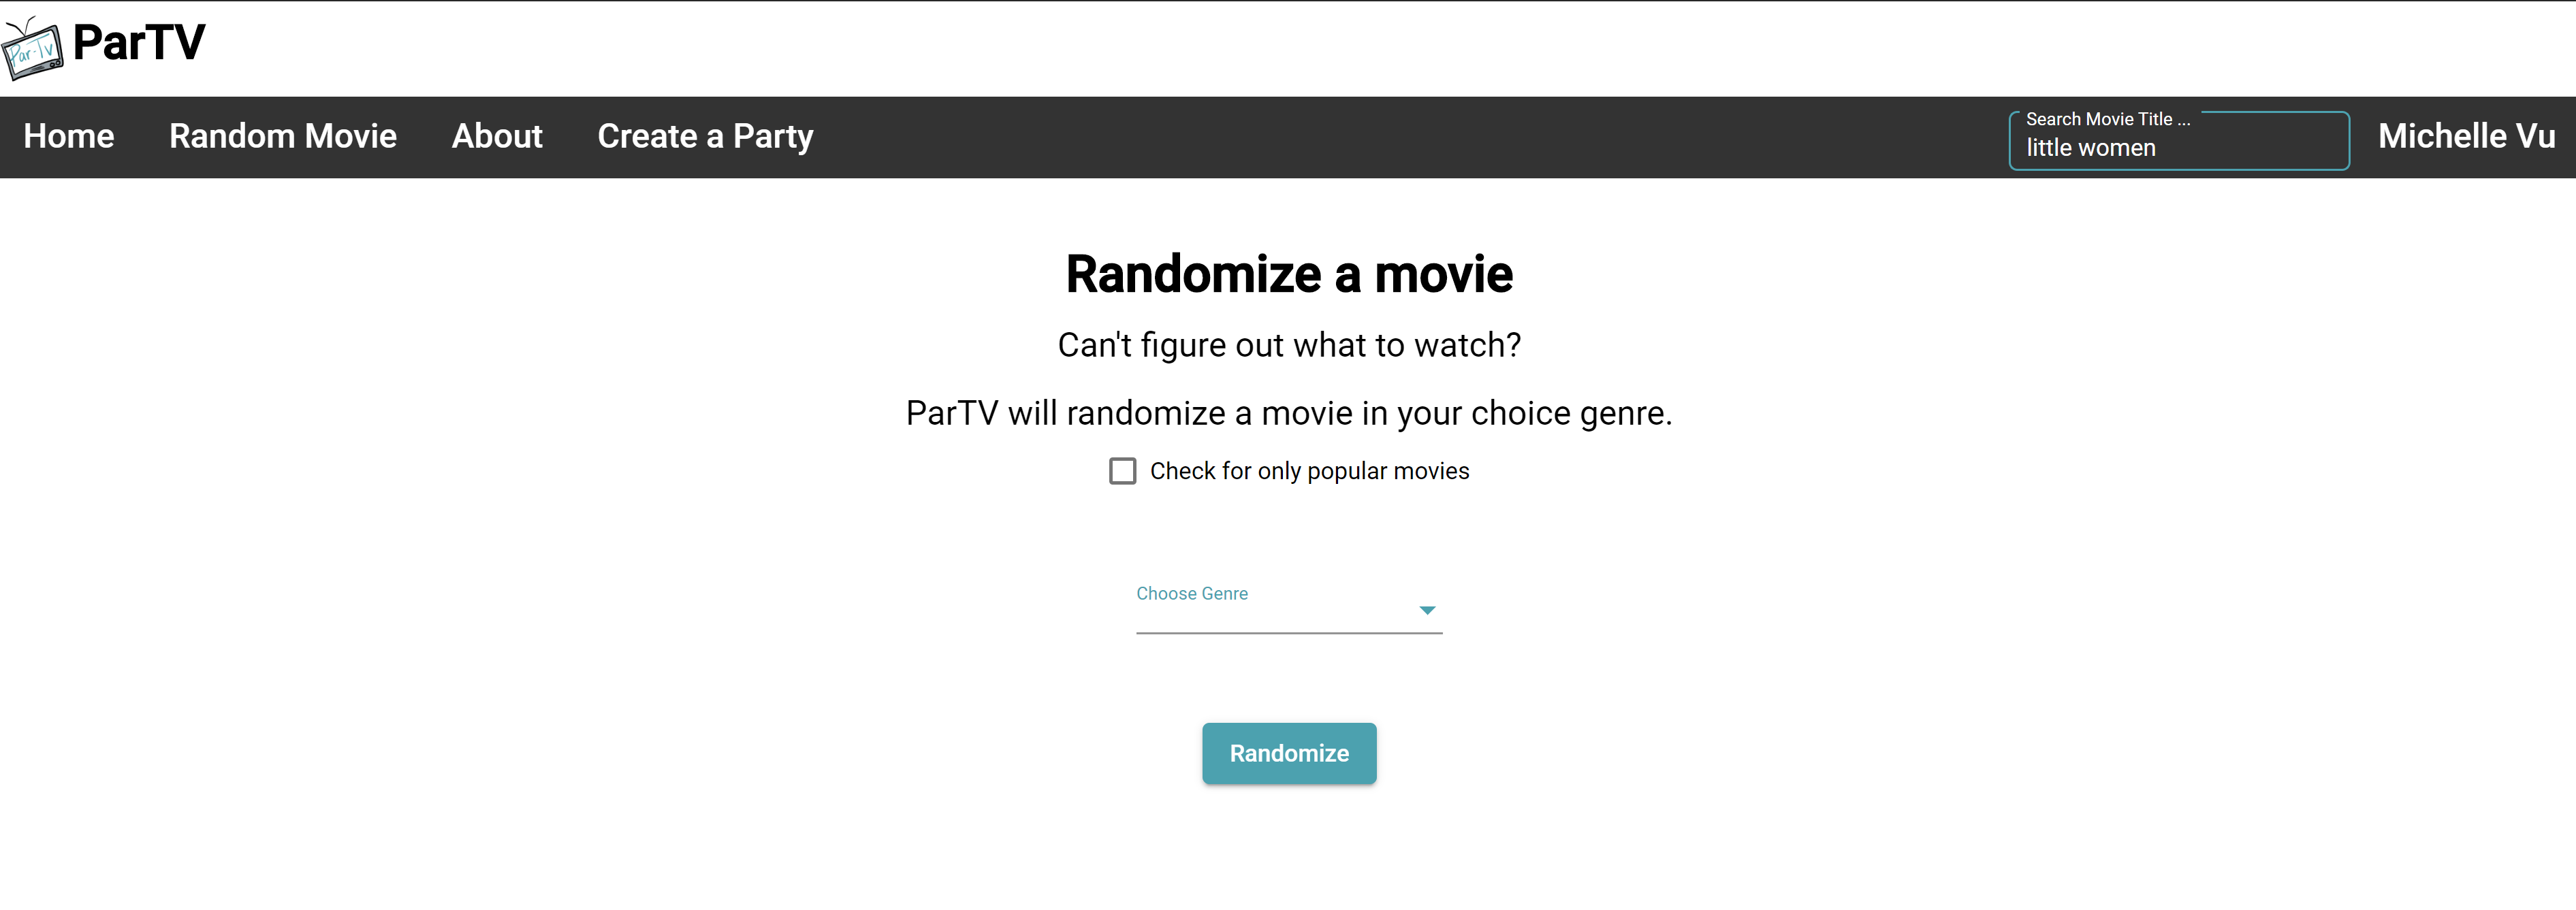 Par-Tv
ParTV
Home
Random Movie
About
Create a Party
Search Movie Title ...
little women
Michelle Vu
Randomize a movie
Can't figure out what to watch?
ParTV will randomize a movie in your choice genre.
Check for only popular movies
Choose Genre
Randomize